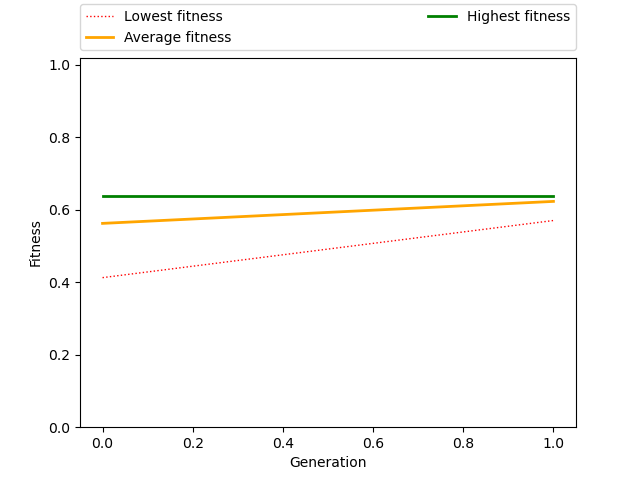 Lowest fitness
Average fitness
Highest fitness
1.0
0.8
0.6
0.4
0.2
0.0
Fitness
0.0 0.2 0.4 0.6 0.8 1.0
Generation